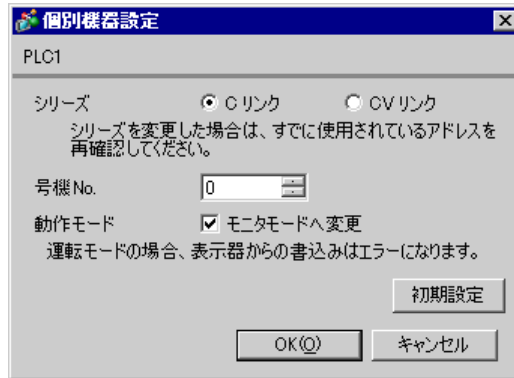 個別機器設定
PLC1
シリーズ C リンク CV リンク
シリーズを変更した場合は、すでに使用されているアドレスを
再確認してください。
号機No. 0
動作モード モニタモードへ変更
運転モードの場合、表示器からの書込みはエラーになります。
初期設定
OK(O) キャンセル